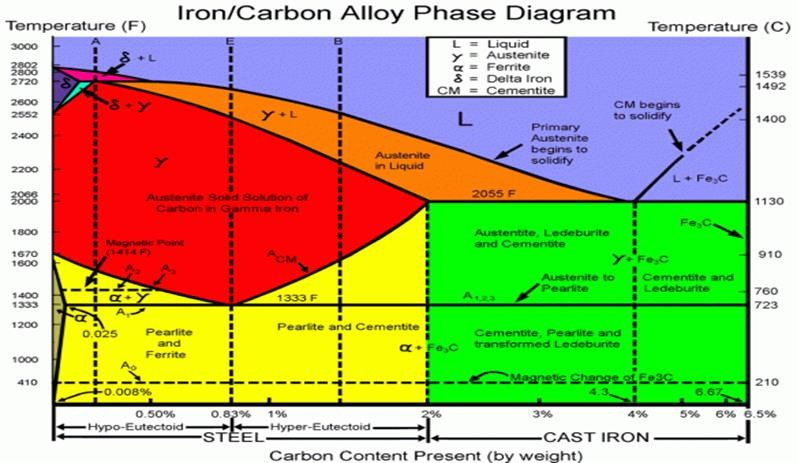 Iron/Carbon Alloy Phase Diagram
Temperature (F)
Temperature (C)
A
E
B
L = Liquid
γ = Austenite
α = Ferrite
δ = Delta Iron
CM = Cementite
3000
2802
2800
2720
2600
2552
2400
2200
2066
2000
1800
1670
1600
1400
1333
1200
1000
410
1539
1492
1400
1130
910
760
723
210
δ + L
δ
δ + γ
γ + L
L
Primary
Austenite
begins to
solidify
CM begins
to solidify
Austenite
in Liquid
L + Fe3C
2055 F
γ
Austenite Solid Solution of
Carbon in Gamma Iron
Austentite, Ledeburite
and Cementite
Fe3C
Magnetic Point
(1414 F)
A2
A3
ACM
γ + Fe3C
Austenite to
Pearlite
Cementite and
Ledeburite
α + γ
A1
1333 F
A1,2,3
α
0.025
Pearlite
and
Ferrite
Pearlite and Cementite
α + Fe3C
Cementite, Pearlite and
transformed Ledeburite
A0
Magnetic Change of Fe3C
0.008%
4.3
6.67
0.50%
0.83%
1%
2%
3%
4%
5%
6%
6.5%
Hypo-Eutectoid
Hyper-Eutectoid
STEEL
CAST IRON
Carbon Content Present (by weight)